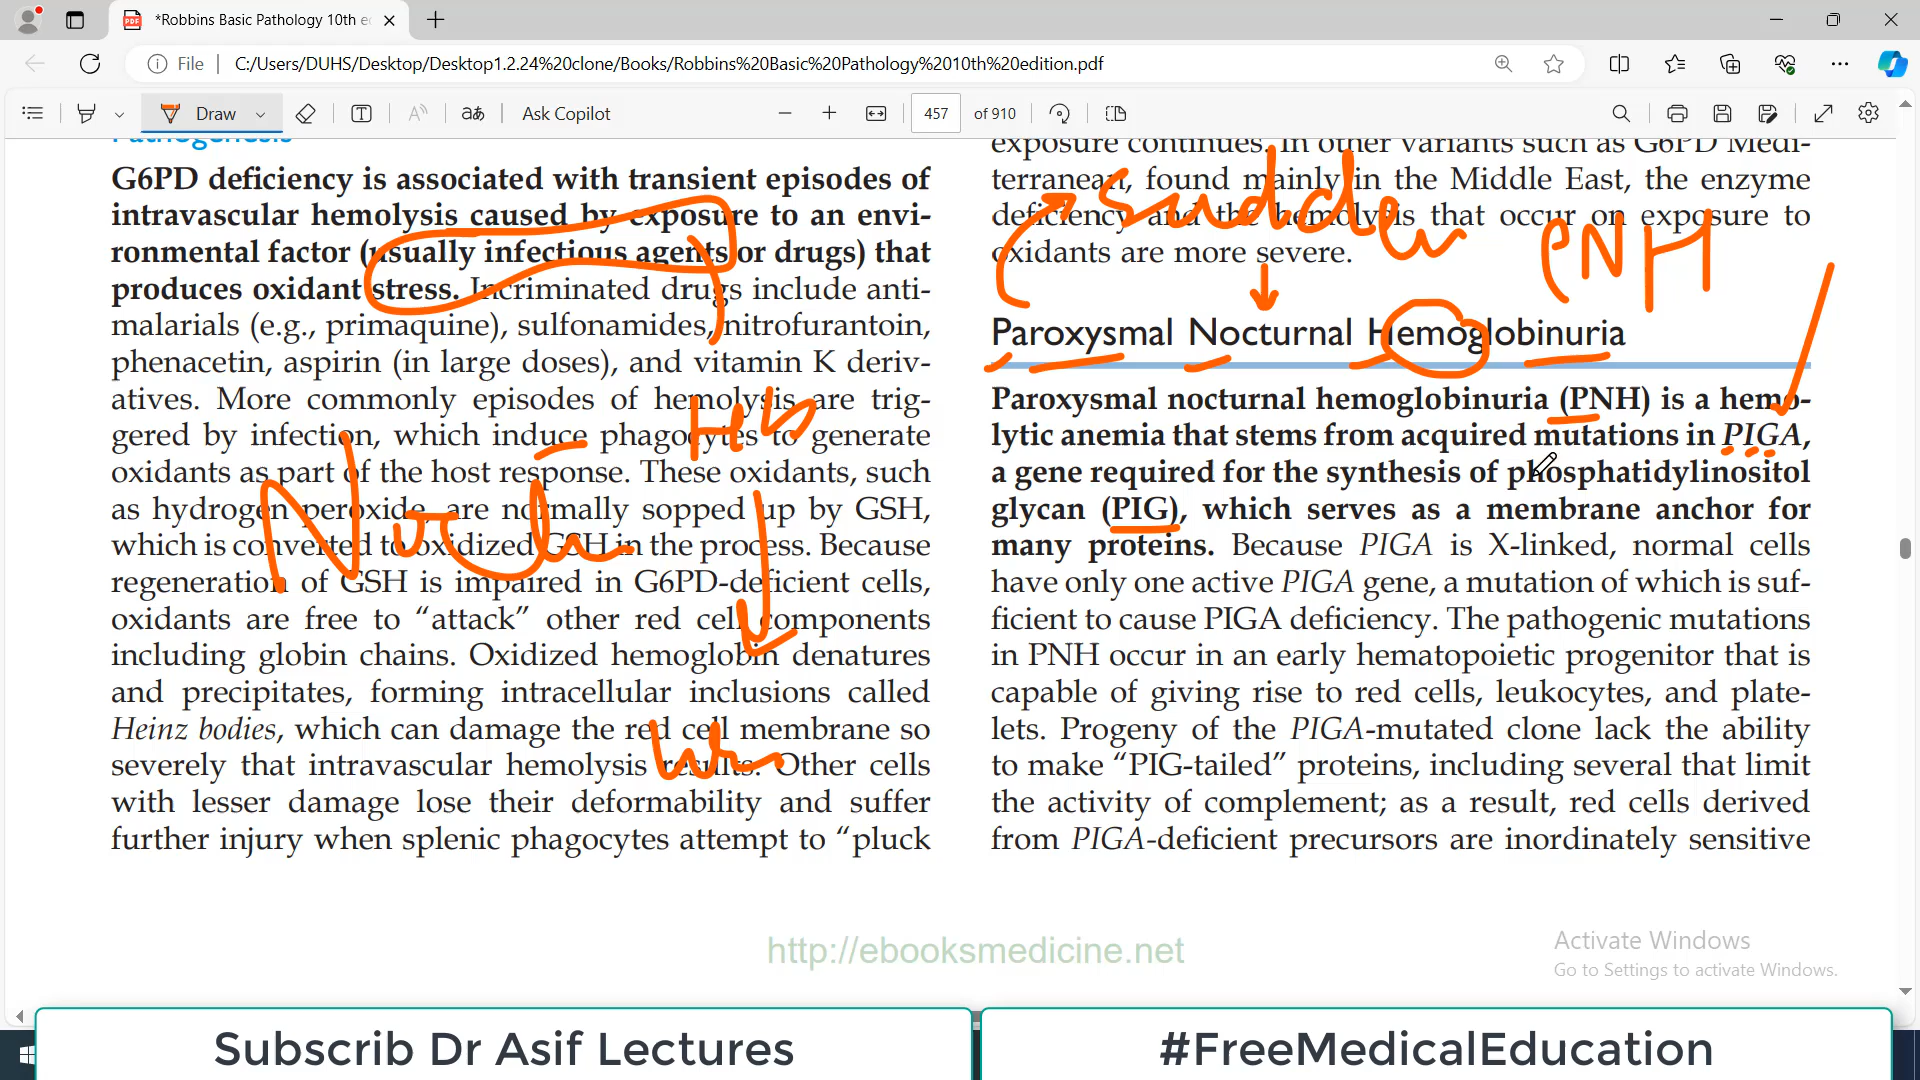 *Robbins Basic Pathology 10th e
File
C:/Users/DUHS/Desktop/Desktop1.2.24%20clone/Books/Robbins%20Basic%20Pathology%2010th%20edition.pdf
Draw
Ask Copilot
457 of 910
Pathogenesis
G6PD deficiency is associated with transient episodes of
intravascular hemolysis caused by exposure to an envi-
ronmental factor (usually infectious agents or drugs) that
produces oxidant stress. Incriminated drugs include anti-
malarials (e.g., primaquine), sulfonamides, nitrofurantoin,
phenacetin, aspirin (in large doses), and vitamin K deriv-
atives. More commonly episodes of hemolysis are trig-
gered by infection, which induce phagocytes to generate
oxidants as part of the host response. These oxidants, such
as hydrogen peroxide, are normally sopped up by GSH,
which is converted to oxidized GSH in the process. Because
regeneration of GSH is impaired in G6PD-deficient cells,
oxidants are free to “attack” other red cell components
including globin chains. Oxidized hemoglobin denatures
and precipitates, forming intracellular inclusions called
Heinz bodies, which can damage the red cell membrane so
severely that intravascular hemolysis results. Other cells
with lesser damage lose their deformability and suffer
further injury when splenic phagocytes attempt to “pluck
exposure continues. In other variants such as G6PD Medi-
terranean, found mainly in the Middle East, the enzyme
deficiency and the hemolysis that occur on exposure to
oxidants are more severe.
sudden
PNH
Paroxysmal Nocturnal Hemoglobinuria
Paroxysmal nocturnal hemoglobinuria (PNH) is a hemo-
lytic anemia that stems from acquired mutations in PIGA,
a gene required for the synthesis of phosphatidylinositol
glycan (PIG), which serves as a membrane anchor for
many proteins. Because PIGA is X-linked, normal cells
have only one active PIGA gene, a mutation of which is suf-
ficient to cause PIGA deficiency. The pathogenic mutations
in PNH occur in an early hematopoietic progenitor that is
capable of giving rise to red cells, leukocytes, and plate-
lets. Progeny of the PIGA-mutated clone lack the ability
to make “PIG-tailed” proteins, including several that limit
the activity of complement; as a result, red cells derived
from PIGA-deficient precursors are inordinately sensitive
http://ebooksmedicine.net
Activate Windows
Go to Settings to activate Windows.
Subscrib Dr Asif Lectures
#FreeMedicalEducation